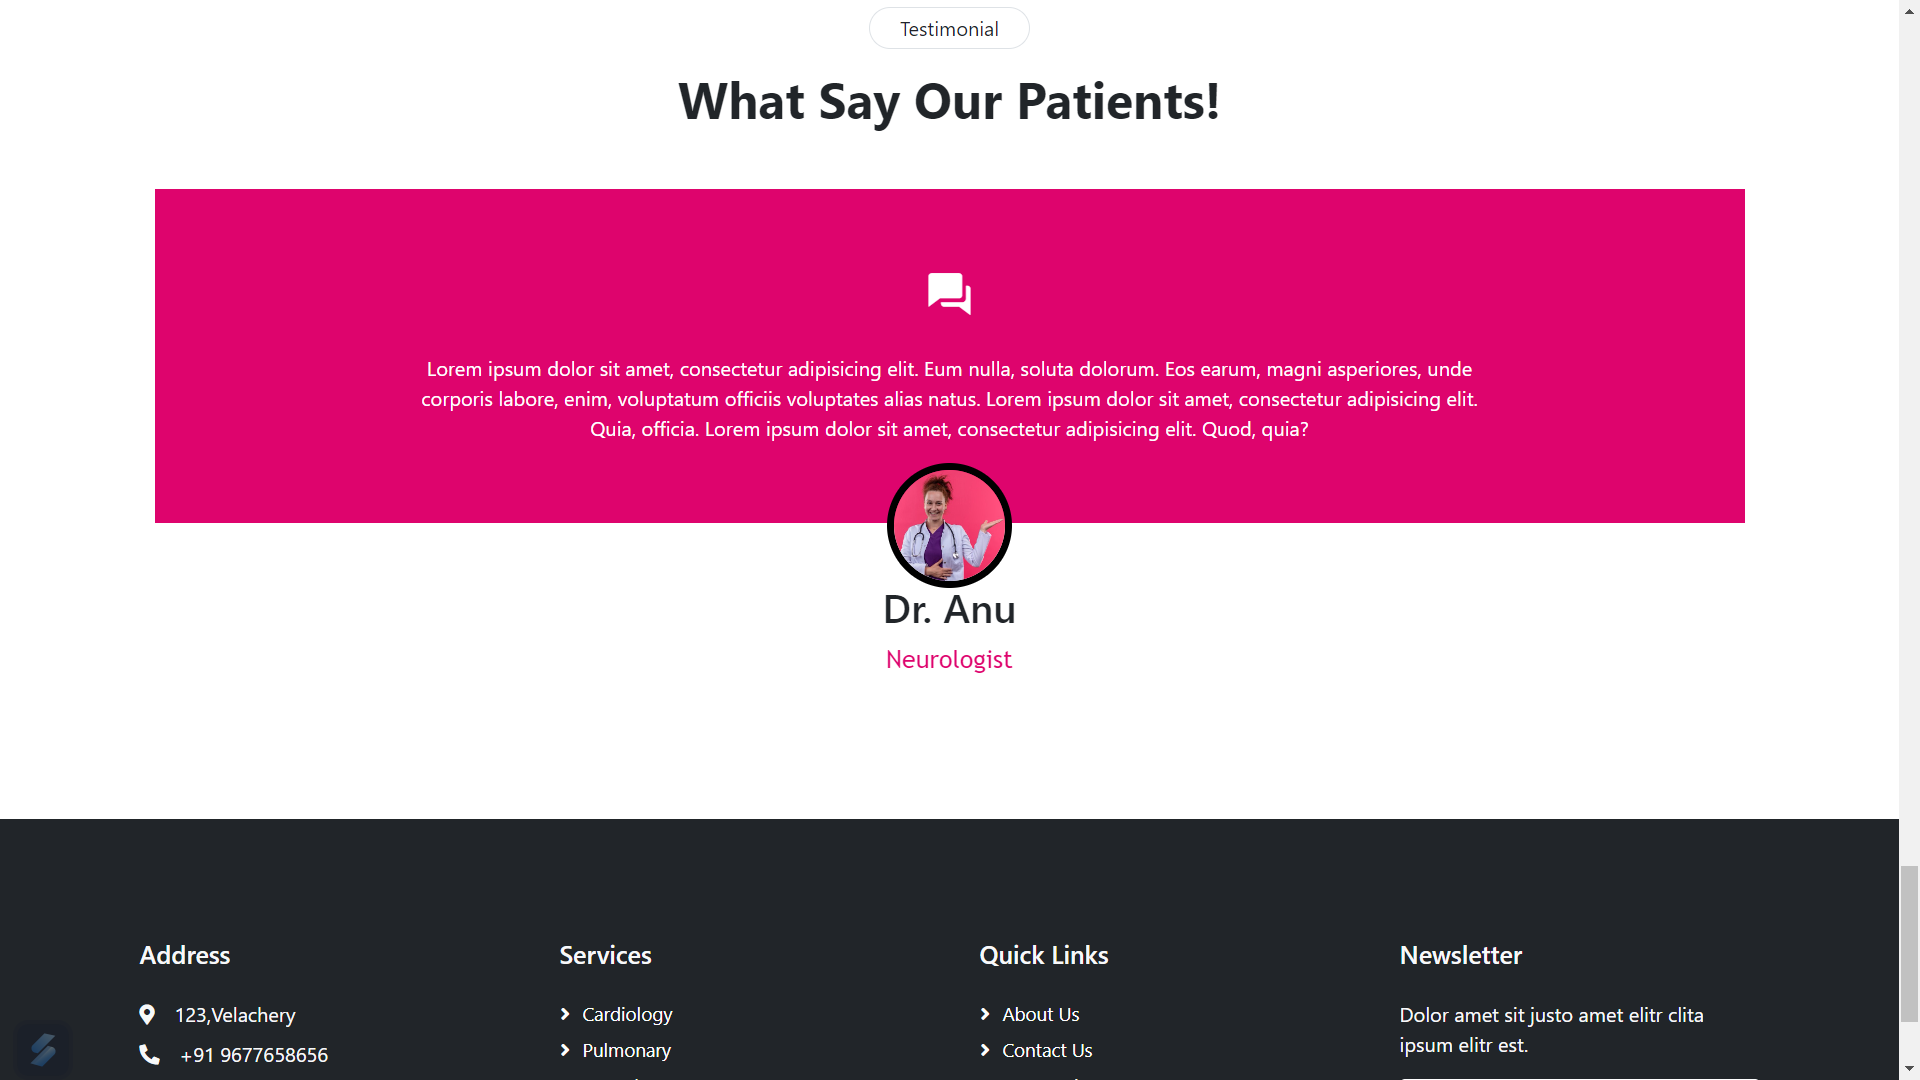 Testimonial
What Say Our Patients!
Lorem ipsum dolor sit amet, consectetur adipisicing elit. Eum nulla, soluta dolorum. Eos earum, magni asperiores, unde
corporis labore, enim, voluptatum officiis voluptates alias natus. Lorem ipsum dolor sit amet, consectetur adipisicing elit.
Quia, officia. Lorem ipsum dolor sit amet, consectetur adipisicing elit. Quod, quia?
Dr. Anu
Neurologist
Address
123,Velachery
+91 9677658656
Services
Cardiology
Pulmonary
Quick Links
About Us
Contact Us
Newsletter
Dolor amet sit justo amet elitr clita
ipsum elitr est.